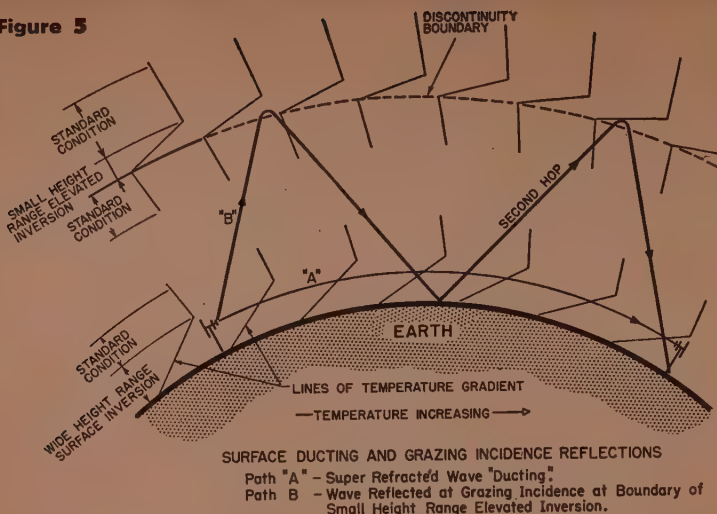 Figure 5
DISCONTINUITY
BOUNDARY
STANDARD
CONDITION
SMALL HEIGHT
RANGE ELEVATED
INVERSION
STANDARD
CONDITION
"B"
SECOND HOP
"A"
STANDARD
CONDITION
WIDE HEIGHT RANGE
SURFACE INVERSION
EARTH
LINES OF TEMPERATURE GRADIENT
—TEMPERATURE INCREASING→
SURFACE DUCTING AND GRAZING INCIDENCE REFLECTIONS
Path "A" - Super Refracted Wave "Ducting".
Path B - Wave Reflected at Grazing Incidence at Boundary of
Small Height Range Elevated Inversion.